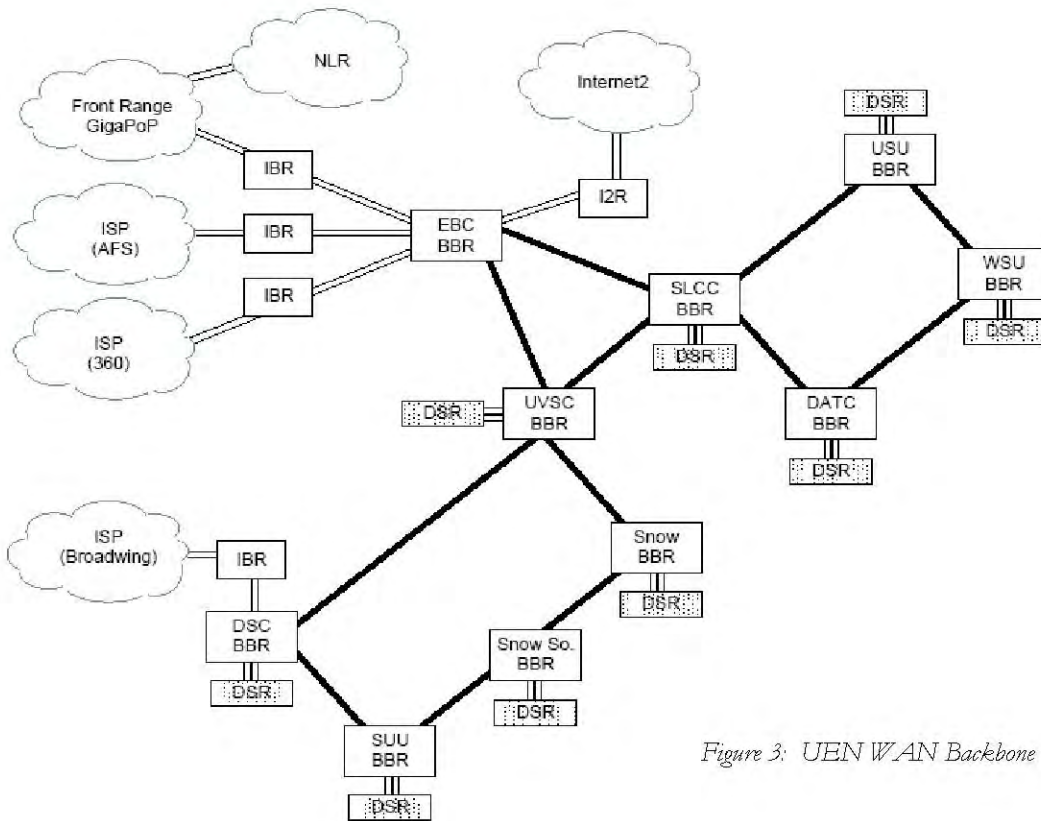 NLR
Front Range
GigaPoP
Internet2
DSR
USU
BBR
IBR
I2R
ISP
(AFS)
IBR
EBC
BBR
WSU
BBR
DSR
IBR
SLCC
BBR
DSR
ISP
(360)
DSR
UVSC
BBR
DATC
BBR
DSR
ISP
(Broadwing)
IBR
Snow
BBR
DSR
DSC
BBR
DSR
Snow So.
BBR
DSR
SUU
BBR
DSR
Figure 3: UEN WAN Backbone